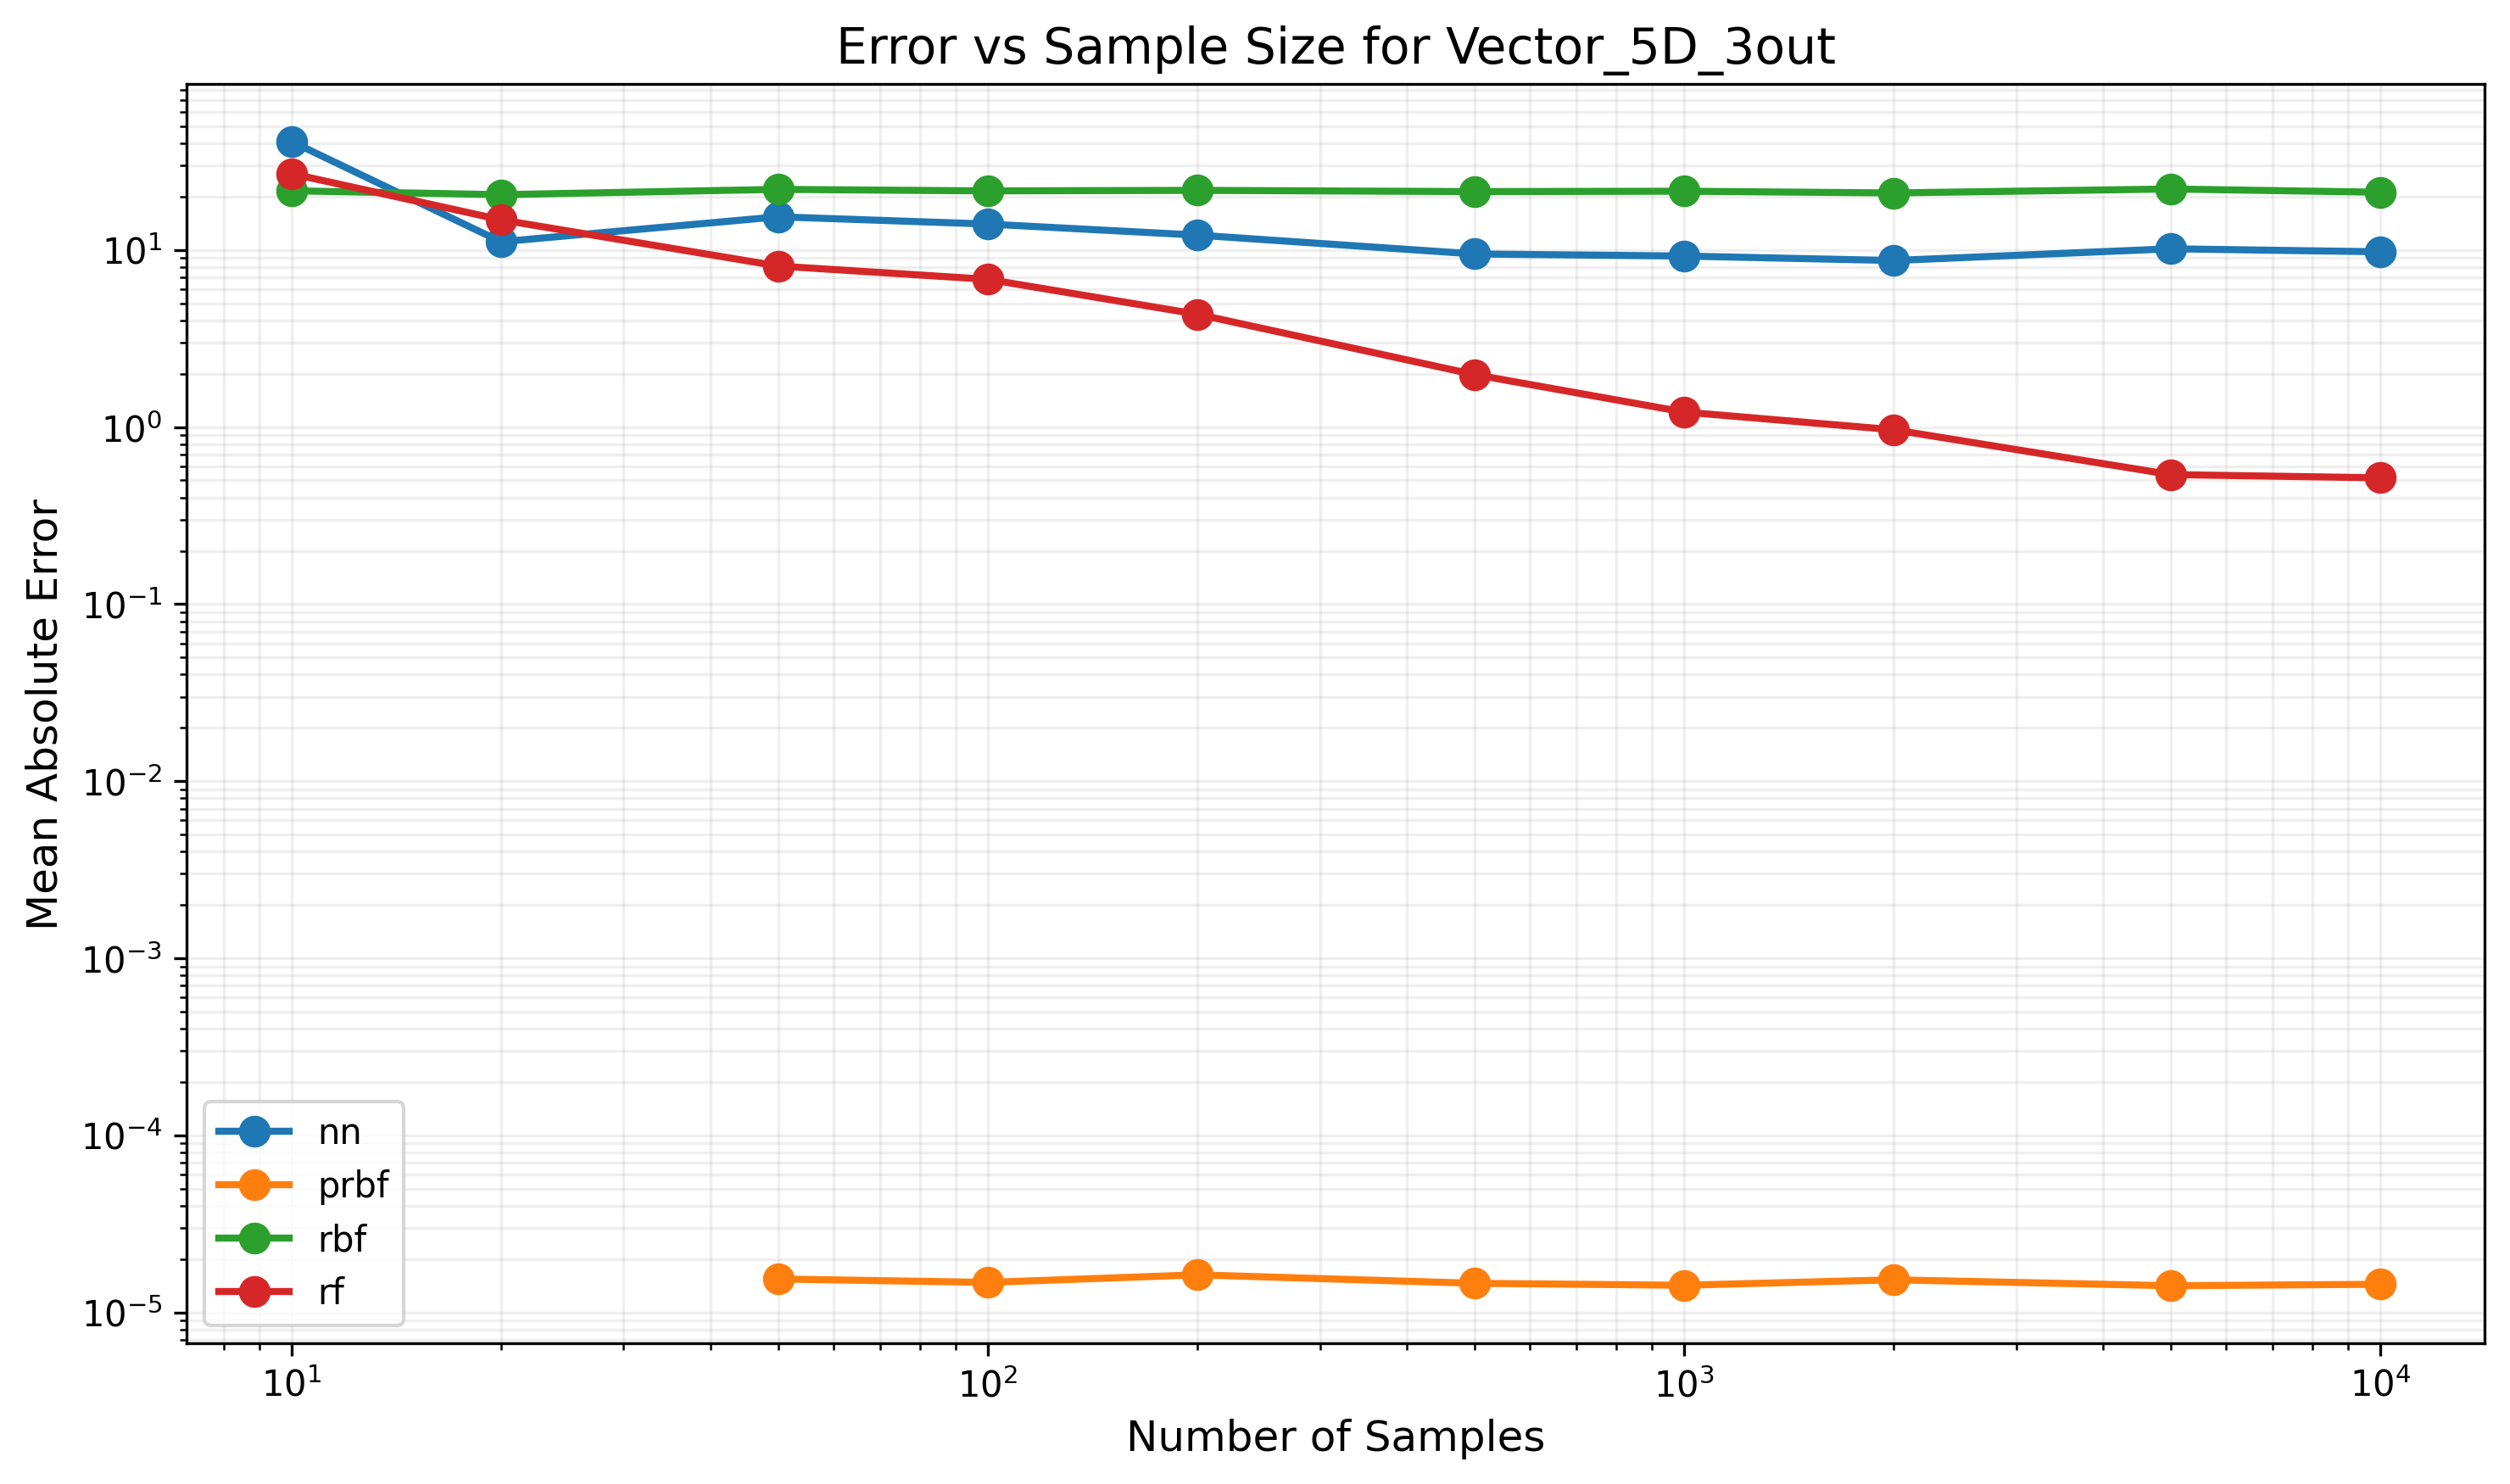 Error vs Sample Size for Vector_5D_3out
Mean Absolute Error
10¹
10⁰
10⁻¹
10⁻²
10⁻³
10⁻⁴
10⁻⁵
nn
prbf
rbf
rf
10¹ 10² 10³ 10⁴
Number of Samples